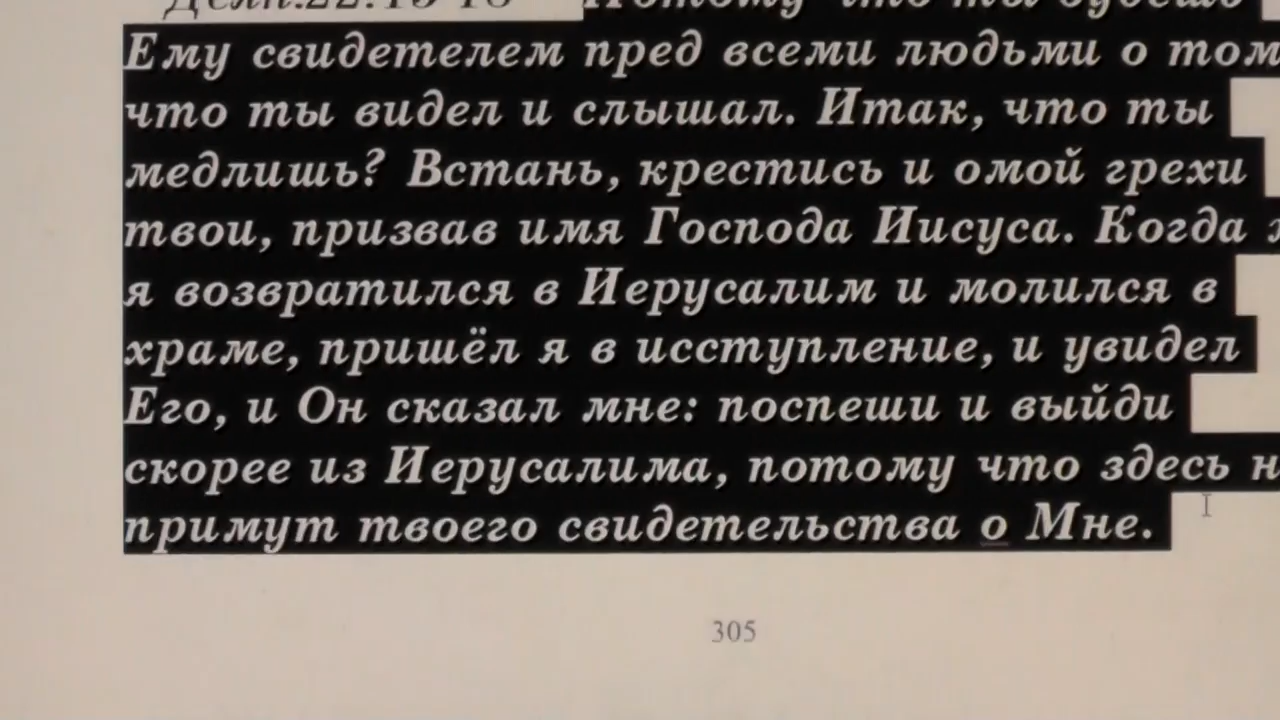 Ему свидетелем пред всеми людьми о том
что ты видел и слышал. Итак, что ты
медлишь? Встань, крестись и омой грехи
твои, призвав имя Господа Иисуса. Когда
я возвратился в Иерусалим и молился в
храме, пришёл я в исступление, и увидел
Его, и Он сказал мне: поспеши и выйди
скорее из Иерусалима, потому что здесь
примут твоего свидетельства о Мне.
305